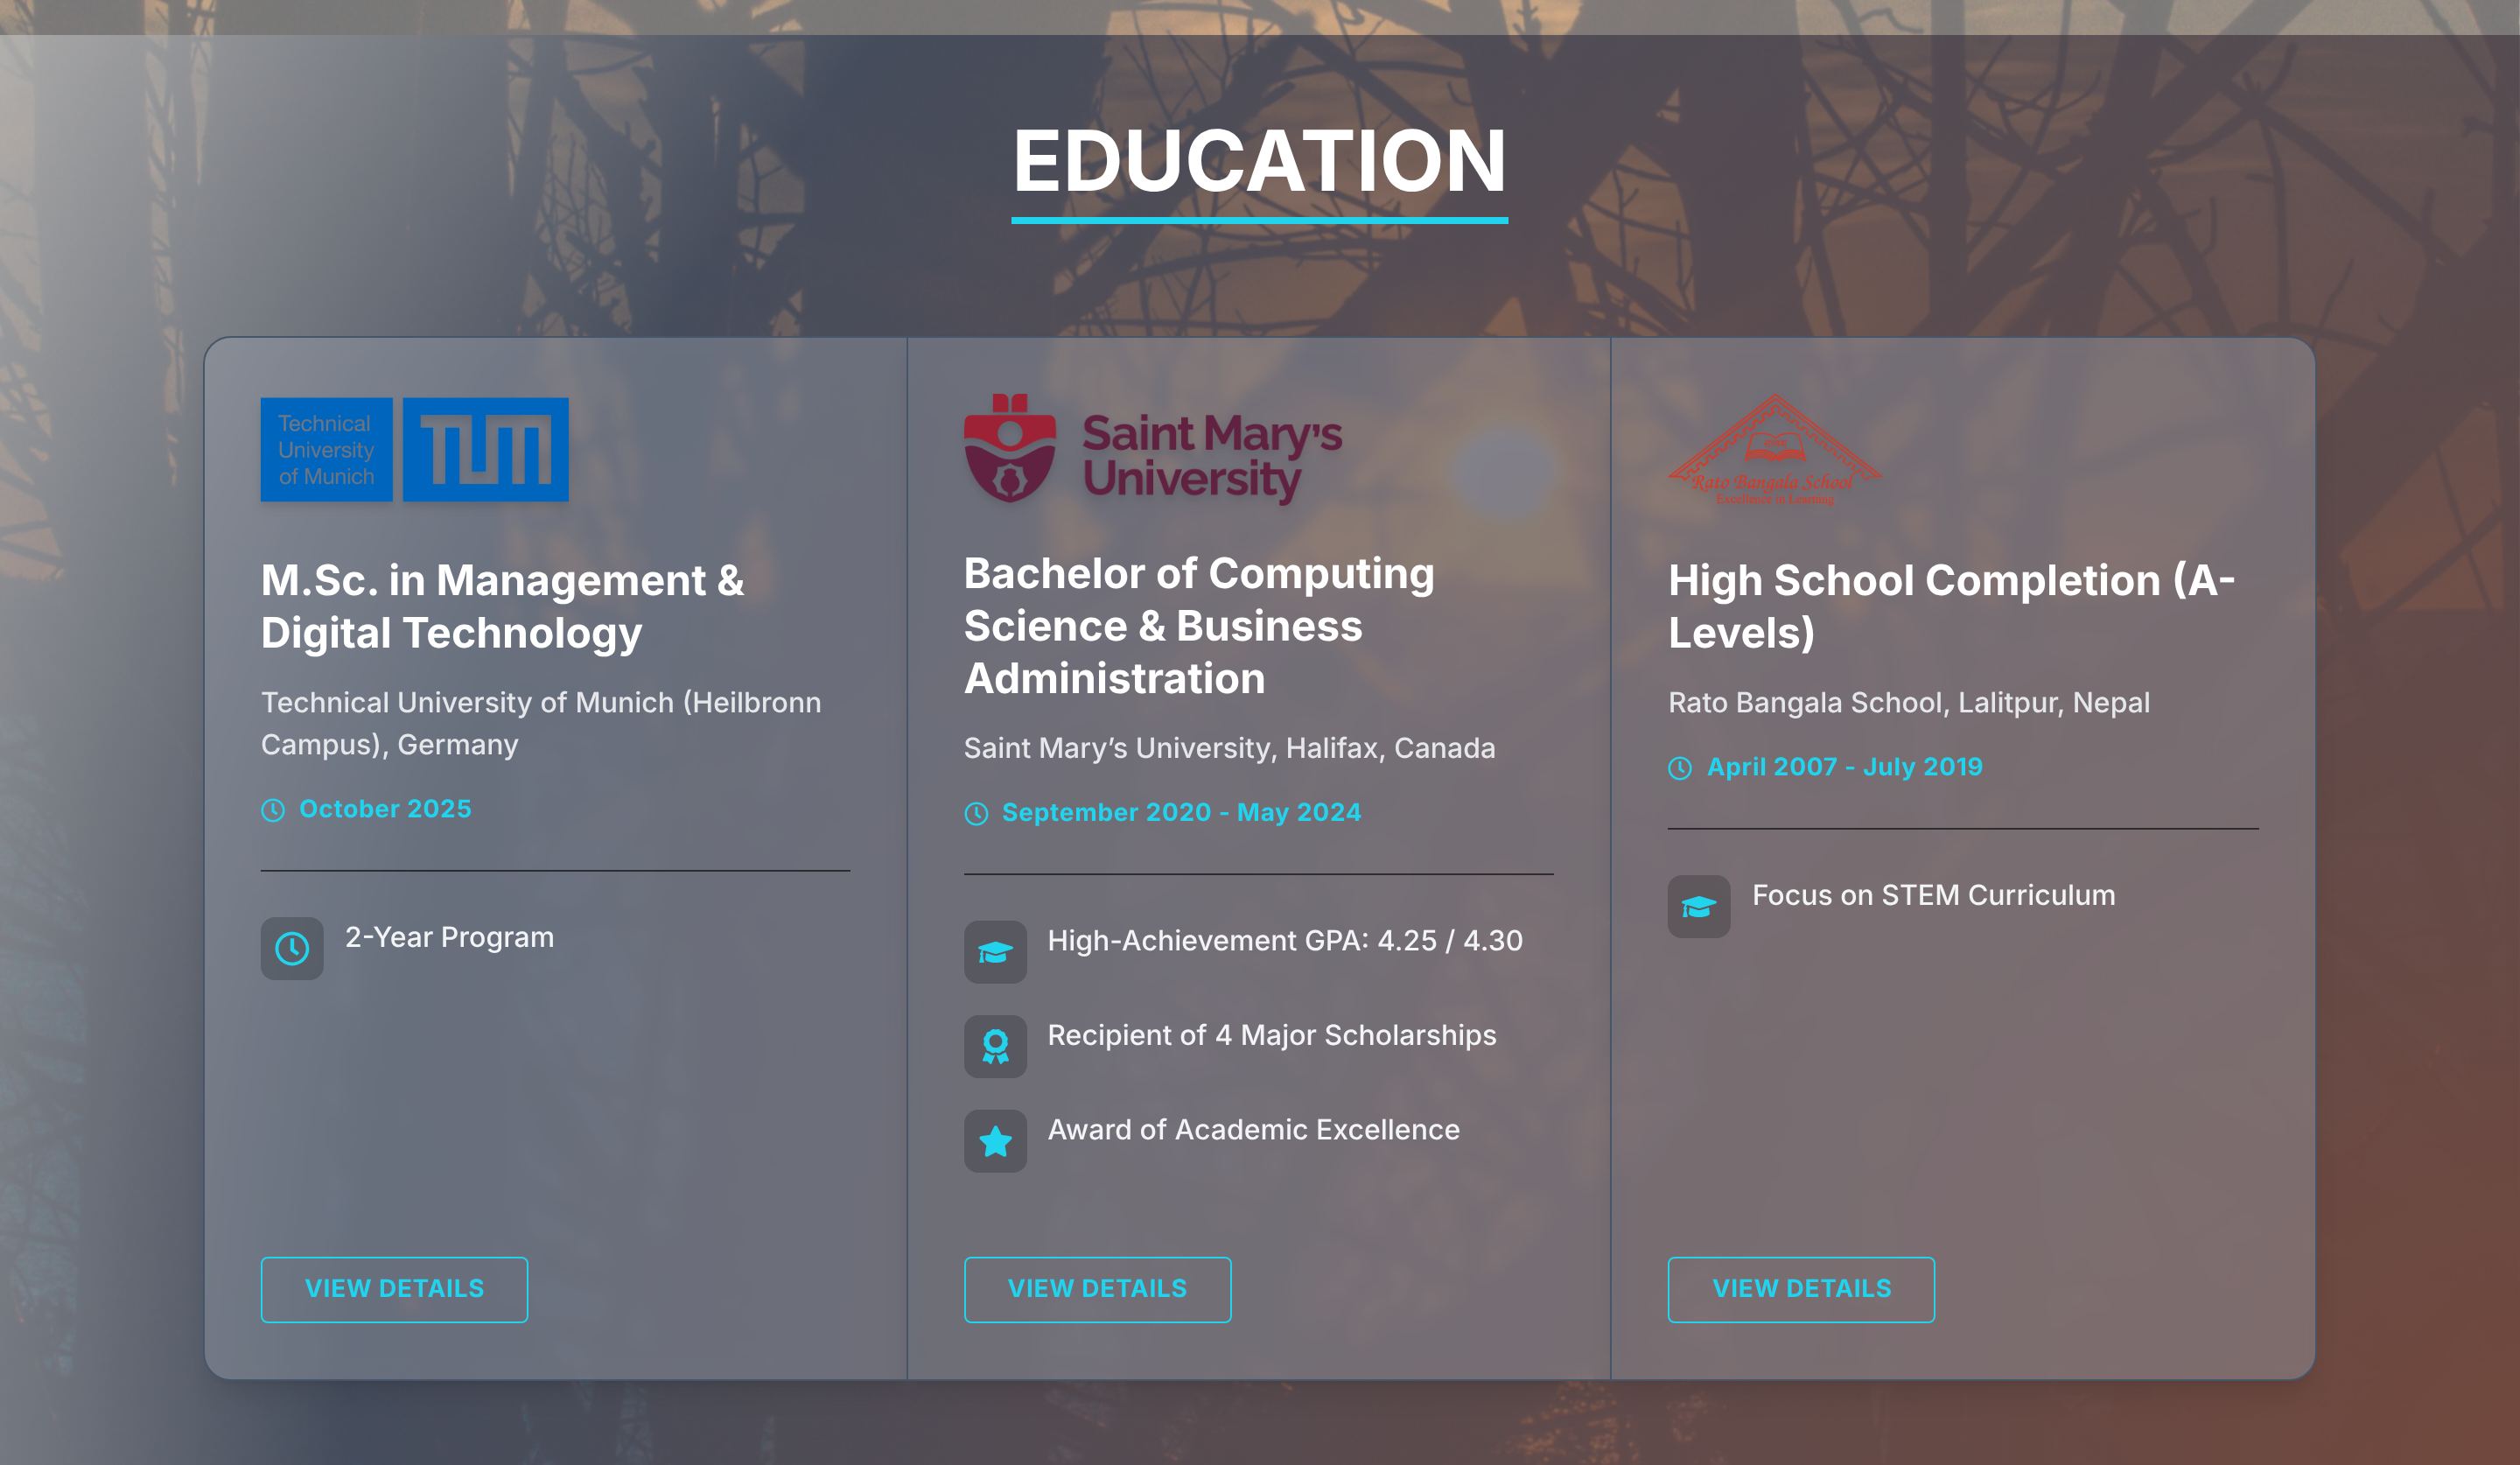 EDUCATION
Technical
University
of Munich
TUM
M.Sc. in Management &
Digital Technology
Technical University of Munich (Heilbronn
Campus), Germany
October 2025
2-Year Program
VIEW DETAILS
Saint Mary's
University
Bachelor of Computing
Science & Business
Administration
Saint Mary’s University, Halifax, Canada
September 2020 - May 2024
High-Achievement GPA: 4.25 / 4.30
Recipient of 4 Major Scholarships
Award of Academic Excellence
VIEW DETAILS
Rato Bangala School
Excellence in Learning
High School Completion (A-
Levels)
Rato Bangala School, Lalitpur, Nepal
April 2007 - July 2019
Focus on STEM Curriculum
VIEW DETAILS